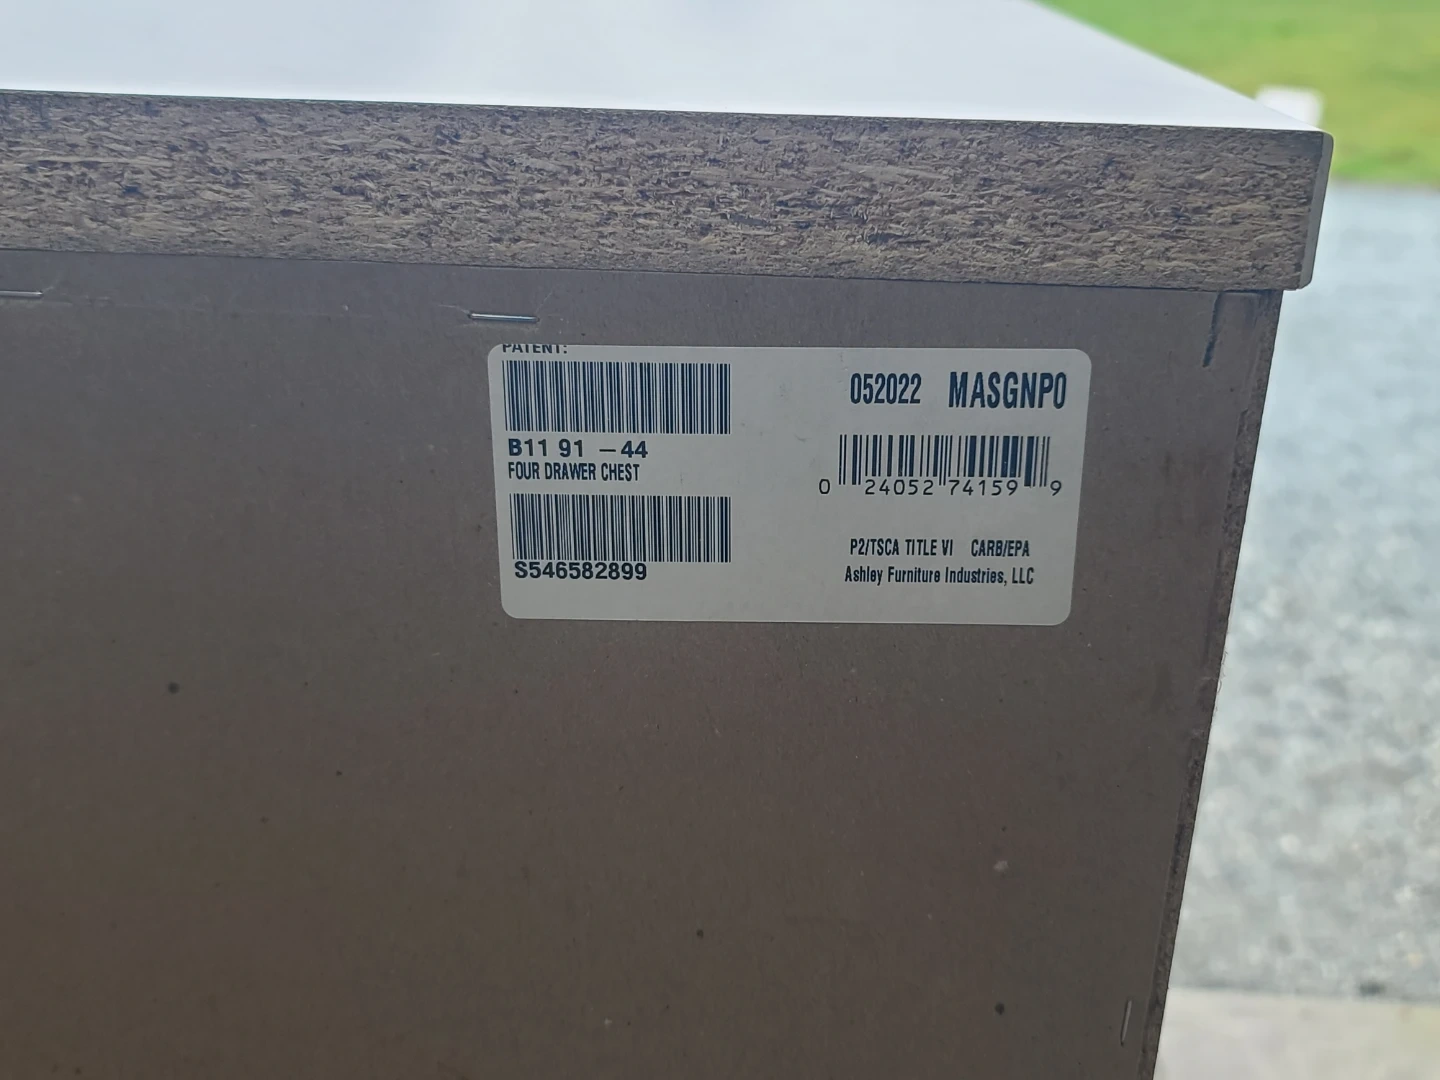 PATENT:
052022 MASGNP0
B11 91 – 44
FOUR DRAWER CHEST
0 24052 74159 9
P2/TSCA TITLE VI CARB/EPA
S546582899
Ashley Furniture Industries, LLC